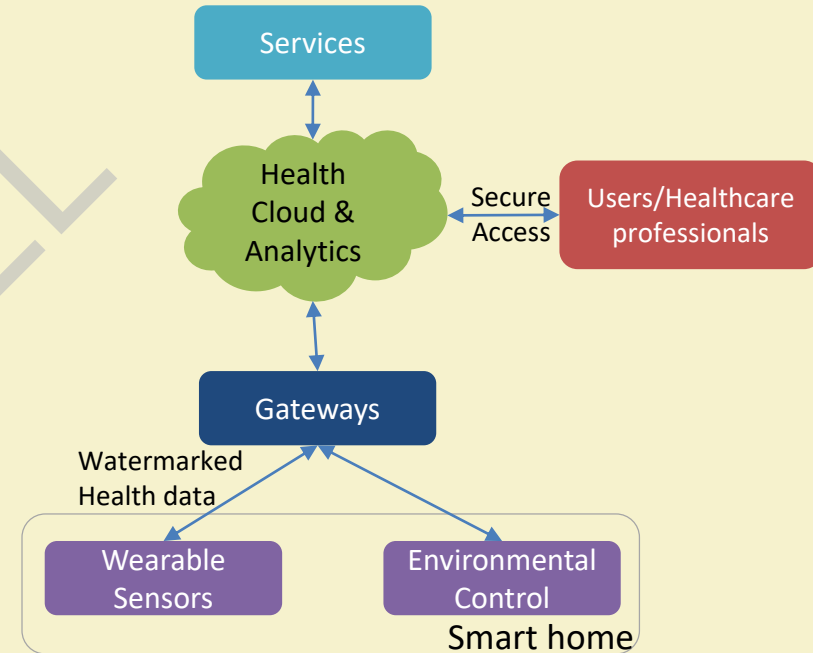 Services
Health
Cloud &
Analytics
Secure
Access
Users/Healthcare
professionals
Gateways
Watermarked
Health data
Wearable
Sensors
Environmental
Control
Smart home